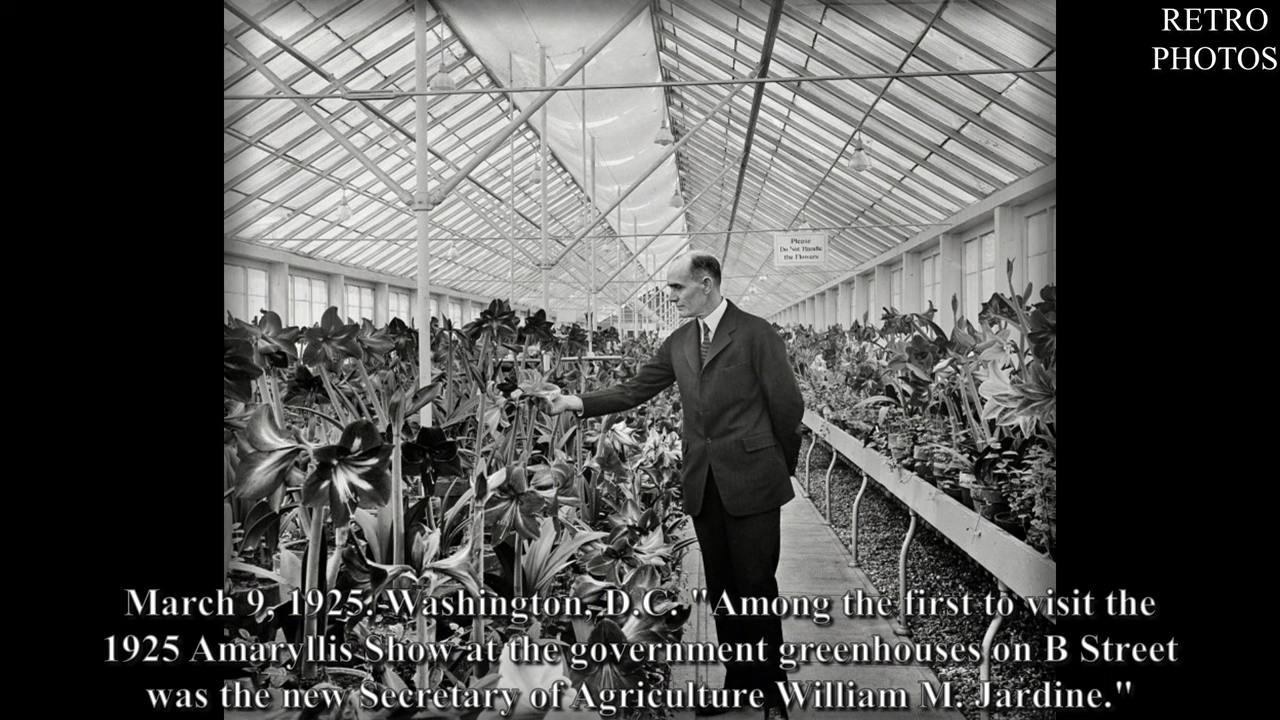 RETRO
PHOTOS
Please
Do Not Handle
the Flowers
March 9, 1925. Washington, D.C. "Among the first to visit the
1925 Amaryllis Show at the government greenhouses on B Street
was the new Secretary of Agriculture William M. Jardine."